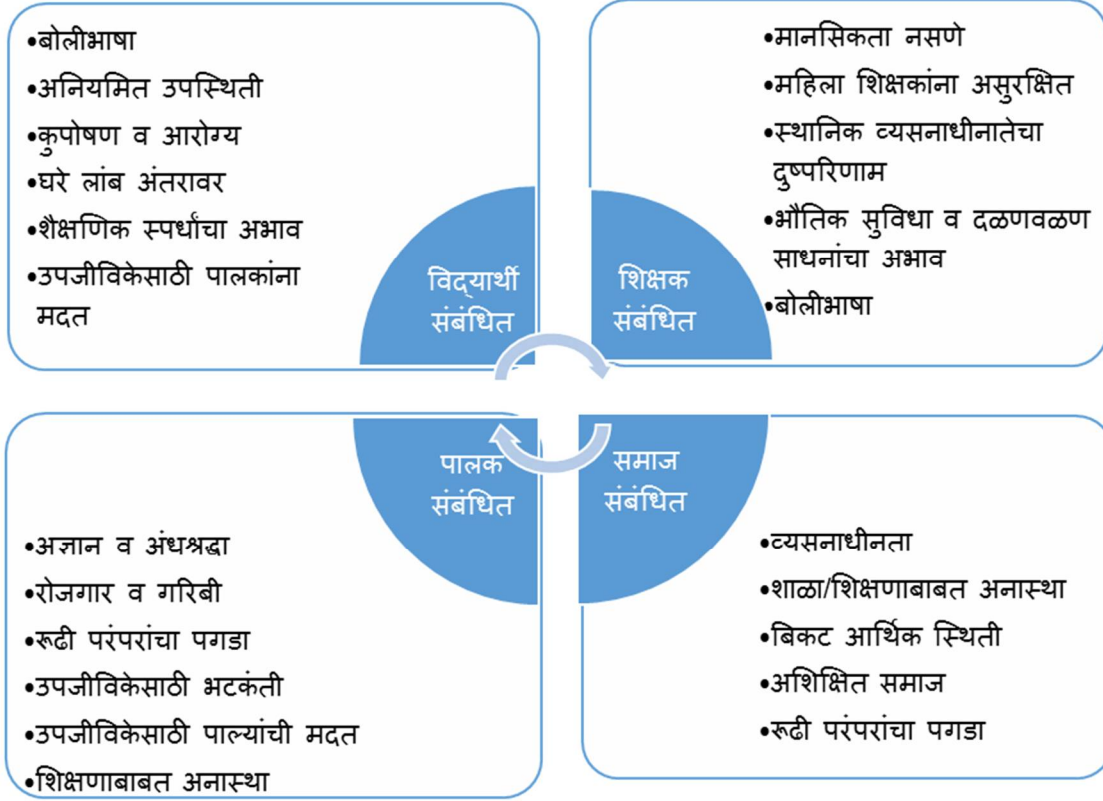 •बोलीभाषा
•अनियमित उपस्थिती
•कुपोषण व आरोग्य
•घरे लांब अंतरावर
•शैक्षणिक स्पर्धांचा अभाव
•उपजीविकेसाठी पालकांना
मदत
विद्यार्थी
संबंधित
•मानसिकता नसणे
•महिला शिक्षकांना असुरक्षित
•स्थानिक व्यसनाधीनातेचा
दुष्परिणाम
•भौतिक सुविधा व दळणवळण
साधनांचा अभाव
•बोलीभाषा
शिक्षक
संबंधित
पालक
संबंधित
•अज्ञान व अंधश्रद्धा
•रोजगार व गरिबी
•रूढी परंपरांचा पगडा
•उपजीविकेसाठी भटकंती
•उपजीविकेसाठी पाल्यांची मदत
•शिक्षणाबाबत अनास्था
समाज
संबंधित
•व्यसनाधीनता
•शाळा/शिक्षणाबाबत अनास्था
•बिकट आर्थिक स्थिती
•अशिक्षित समाज
•रूढी परंपरांचा पगडा